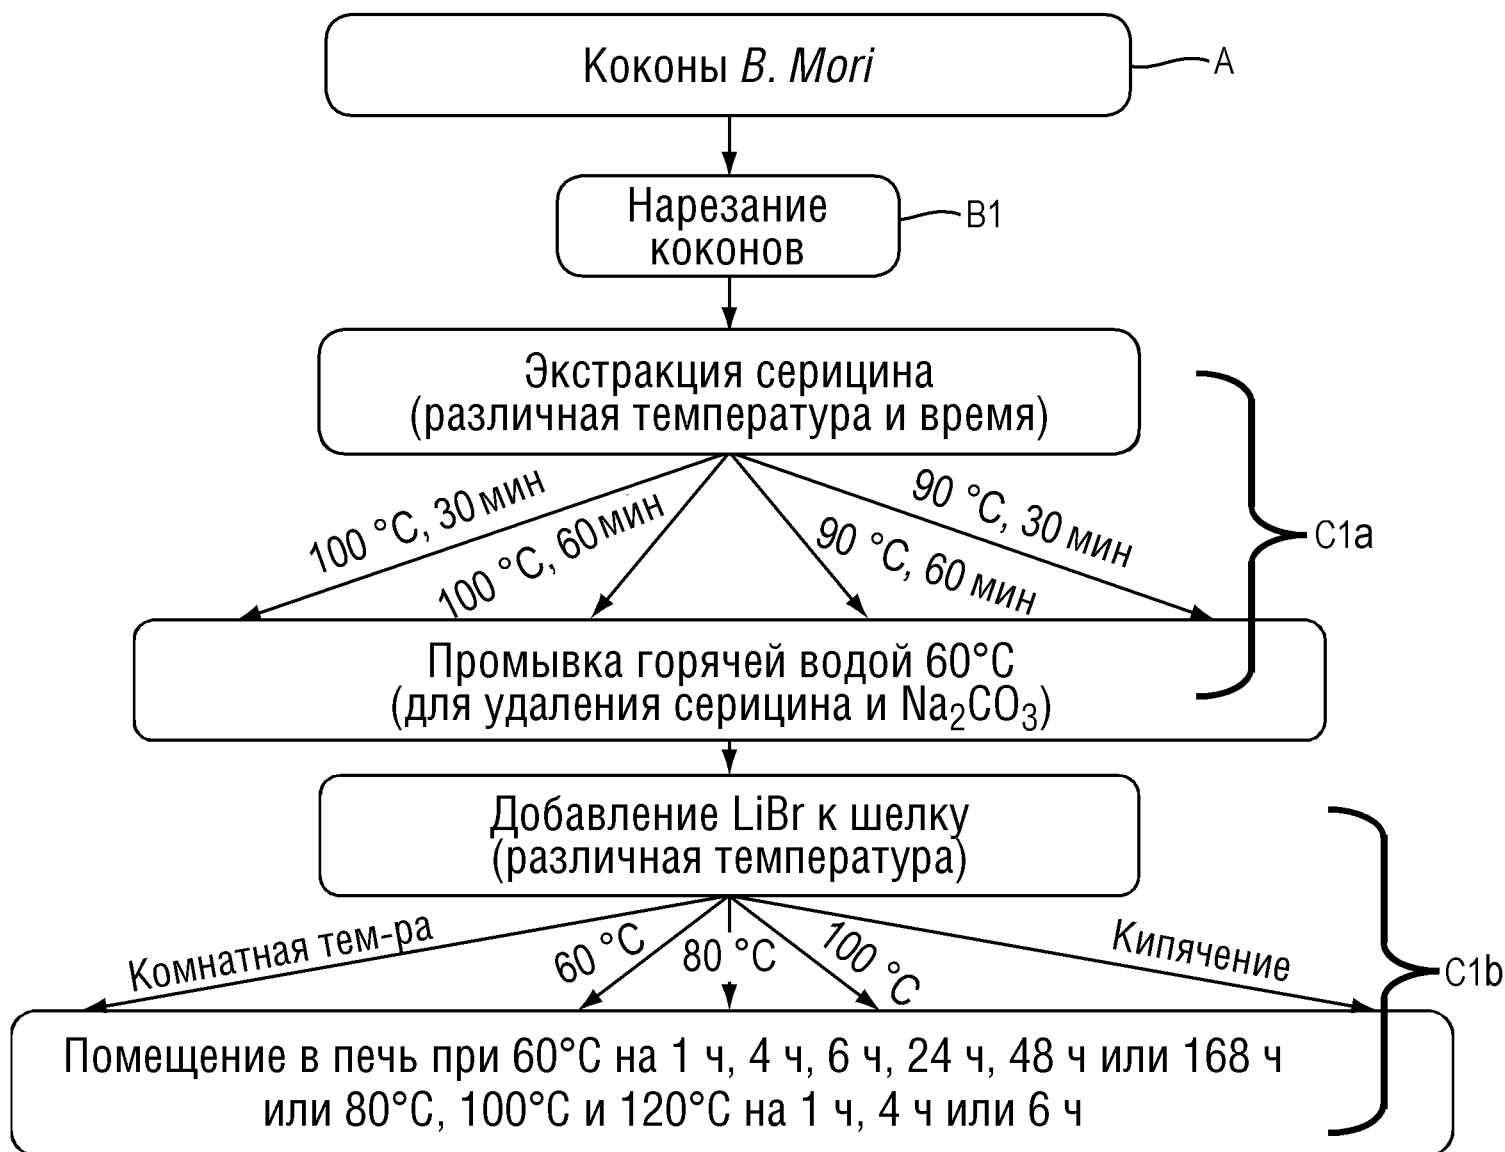 Коконы B. Mori
A
Нарезание
коконов
B1
Экстракция серицина
(различная температура и время)
100 °C, 30 мин
100 °C, 60 мин
90 °C, 60 мин
90 °C, 30 мин
C1a
Промывка горячей водой 60°C
(для удаления серицина и Na₂CO₃)
Добавление LiBr к шелку
(различная температура)
Комнатная тем-ра
60 °C
80 °C
100 °C
Кипячение
C1b
Помещение в печь при 60°C на 1 ч, 4 ч, 6 ч, 24 ч, 48 ч или 168 ч
или 80°C, 100°C и 120°C на 1 ч, 4 ч или 6 ч